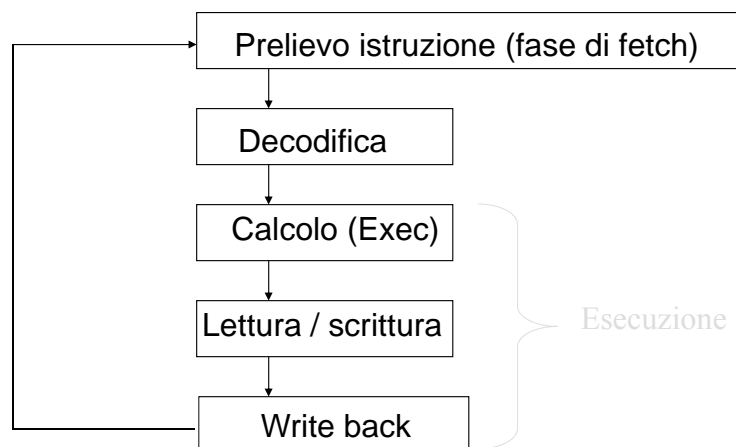 Prelievo istruzione (fase di fetch)
Decodifica
Calcolo (Exec)
Lettura / scrittura
Esecuzione
Write back